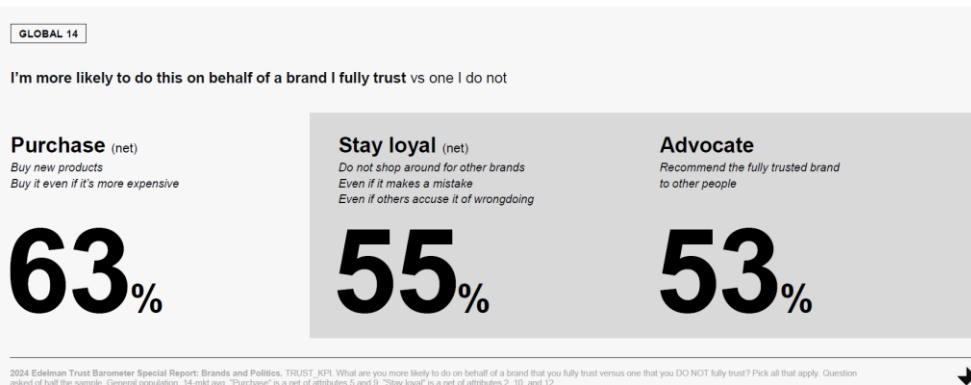 GLOBAL 14
I'm more likely to do this on behalf of a brand I fully trust vs one I do not
Purchase (net)
Buy new products
Buy it even if it's more expensive
63%
Stay loyal (net)
Do not shop around for other brands
Even if it makes a mistake
Even if others accuse it of wrongdoing
55%
Advocate
Recommend the fully trusted brand
to other people
53%
2024 Edelman Trust Barometer Special Report: Brands and Politics. TRUST_KPI. What are you more likely to do on behalf of a brand that you fully trust versus one that you DO NOT fully trust? Pick all that apply. Question
asked of half the sample. General population, 14-mkt avg. "Purchase" is a net of attributes 5 and 9. "Stay loyal" is a net of attributes 2, 10, and 12.